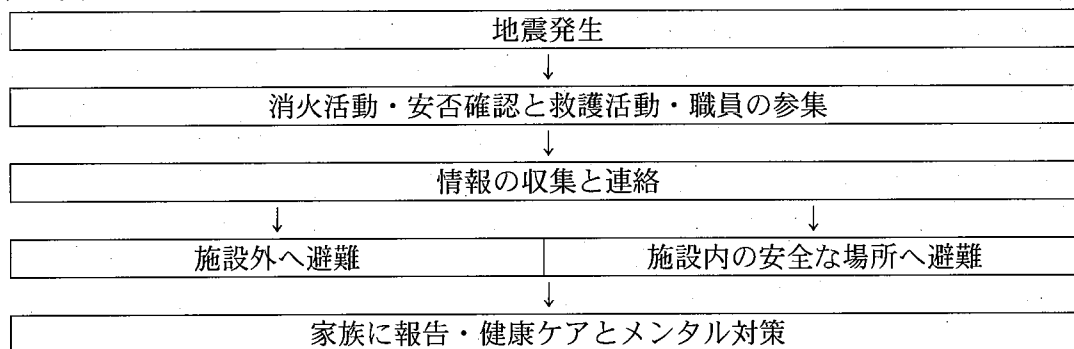 地震発生
↓
消火活動・安否確認と救護活動・職員の参集
↓
情報の収集と連絡
↓ ↓
施設外へ避難 施設内の安全な場所へ避難
↓
家族に報告・健康ケアとメンタル対策